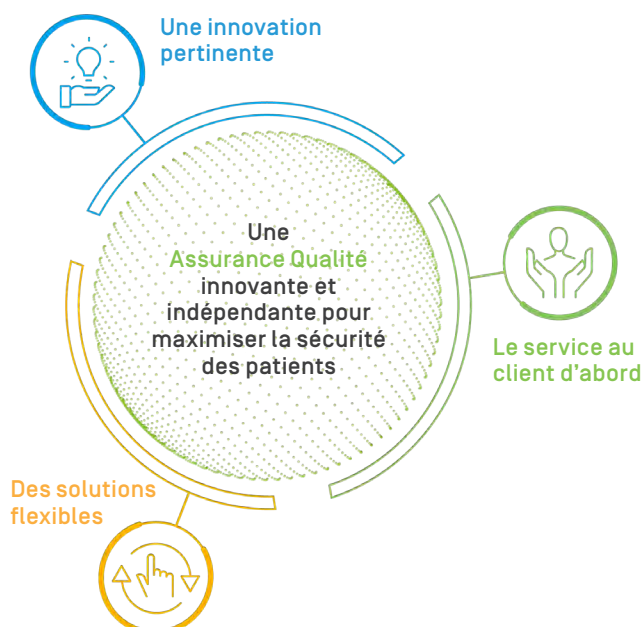 Une innovation
pertinente
Une
Assurance Qualité
innovante et
indépendante pour
maximiser la sécurité
des patients
Le service au
client d'abord
Des solutions
flexibles